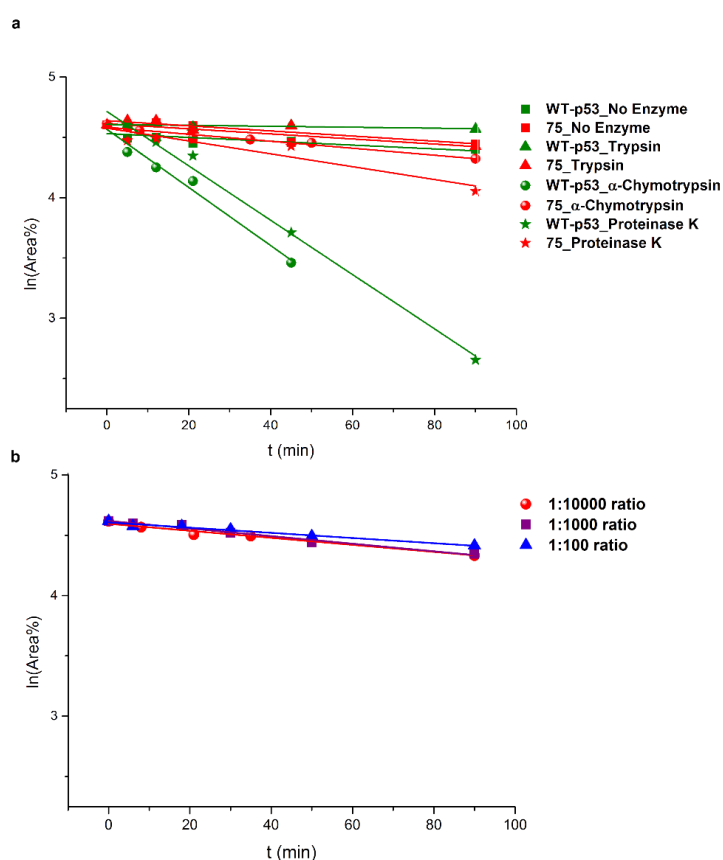 a
5
4
3
ln(Area%)
0
20
40
60
80
100
t (min)
WT-p53_No Enzyme
75_No Enzyme
WT-p53_Trypsin
75_Trypsin
WT-p53_α-Chymotrypsin
75_α-Chymotrypsin
WT-p53_Proteinase K
75_Proteinase K
b
5
4
3
ln(Area%)
0
20
40
60
80
100
t (min)
1:10000 ratio
1:1000 ratio
1:100 ratio